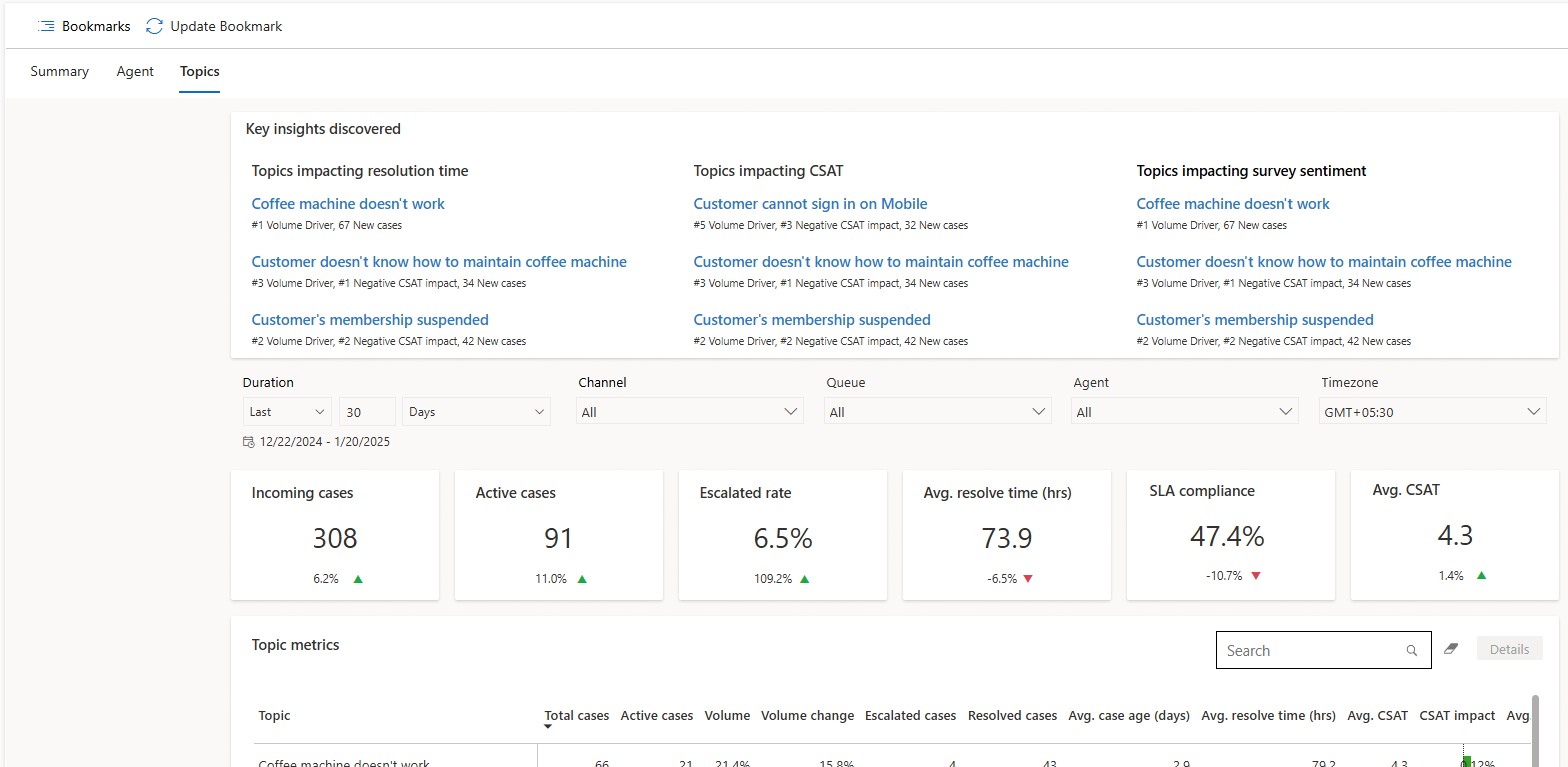 Bookmarks Update Bookmark
Summary Agent Topics
Key insights discovered
Topics impacting resolution time Topics impacting CSAT Topics impacting survey sentiment
Coffee machine doesn't work Customer cannot sign in on Mobile Coffee machine doesn't work
#1 Volume Driver, 67 New cases #5 Volume Driver, #3 Negative CSAT impact, 32 New cases #1 Volume Driver, 67 New cases
Customer doesn't know how to maintain coffee machine Customer doesn't know how to maintain coffee machine Customer doesn't know how to maintain coffee machine
#3 Volume Driver, #1 Negative CSAT impact, 34 New cases #3 Volume Driver, #1 Negative CSAT impact, 34 New cases #3 Volume Driver, #1 Negative CSAT impact, 34 New cases
Customer's membership suspended Customer's membership suspended Customer's membership suspended
#2 Volume Driver, #2 Negative CSAT impact, 42 New cases #2 Volume Driver, #2 Negative CSAT impact, 42 New cases #2 Volume Driver, #2 Negative CSAT impact, 42 New cases
Duration Channel Queue Agent Timezone
Last 30 Days All All All GMT+05:30
12/22/2024 - 1/20/2025
Incoming cases Active cases Escalated rate Avg. resolve time (hrs) SLA compliance Avg. CSAT
308 91 6.5% 73.9 47.4% 4.3
6.2% 11.0% 109.2% -6.5% -10.7% 1.4%
Topic metrics Search Details
Topic Total cases Active cases Volume Volume change Escalated cases Resolved cases Avg. case age (days) Avg. resolve time (hrs) Avg. CSAT CSAT impact Avg.
Coffee machine doesn't work 66 21 21.4% 15.8% 4 43 2.9 79.2 4.3 0.12%